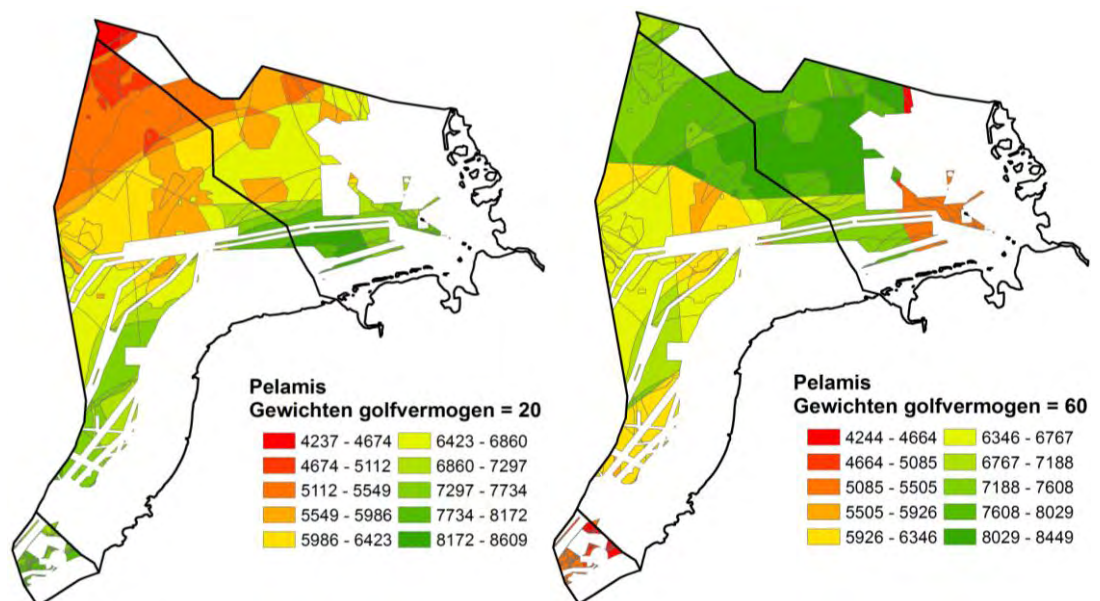 Pelamis
Gewichten golfvermogen = 20
4237 - 4674 6423 - 6860
4674 - 5112 6860 - 7297
5112 - 5549 7297 - 7734
5549 - 5986 7734 - 8172
5986 - 6423 8172 - 8609
Pelamis
Gewichten golfvermogen = 60
4244 - 4664 6346 - 6767
4664 - 5085 6767 - 7188
5085 - 5505 7188 - 7608
5505 - 5926 7608 - 8029
5926 - 6346 8029 - 8449